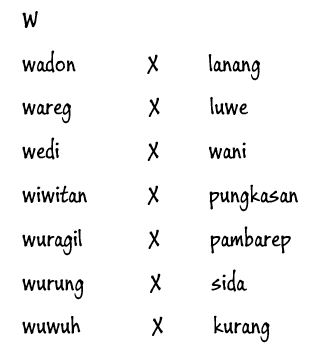 W
wadon X lanang
wareg X luwe
wedi X wani
wiwitan X pungkasan
wuragil X pambarep
wurung X sida
wuwuh X kurang